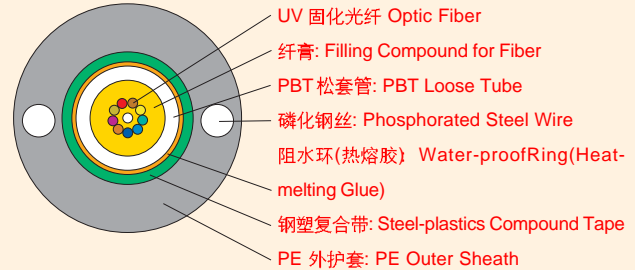 UV 固化光纤 Optic Fiber
纤膏: Filling Compound for Fiber
PBT 松套管: PBT Loose Tube
磷化钢丝: Phosphorated Steel Wire
阻水环(热熔胶): Water-proofRing(Heat-
melting Glue)
钢塑复合带: Steel-plastics Compound Tape
PE 外护套: PE Outer Sheath